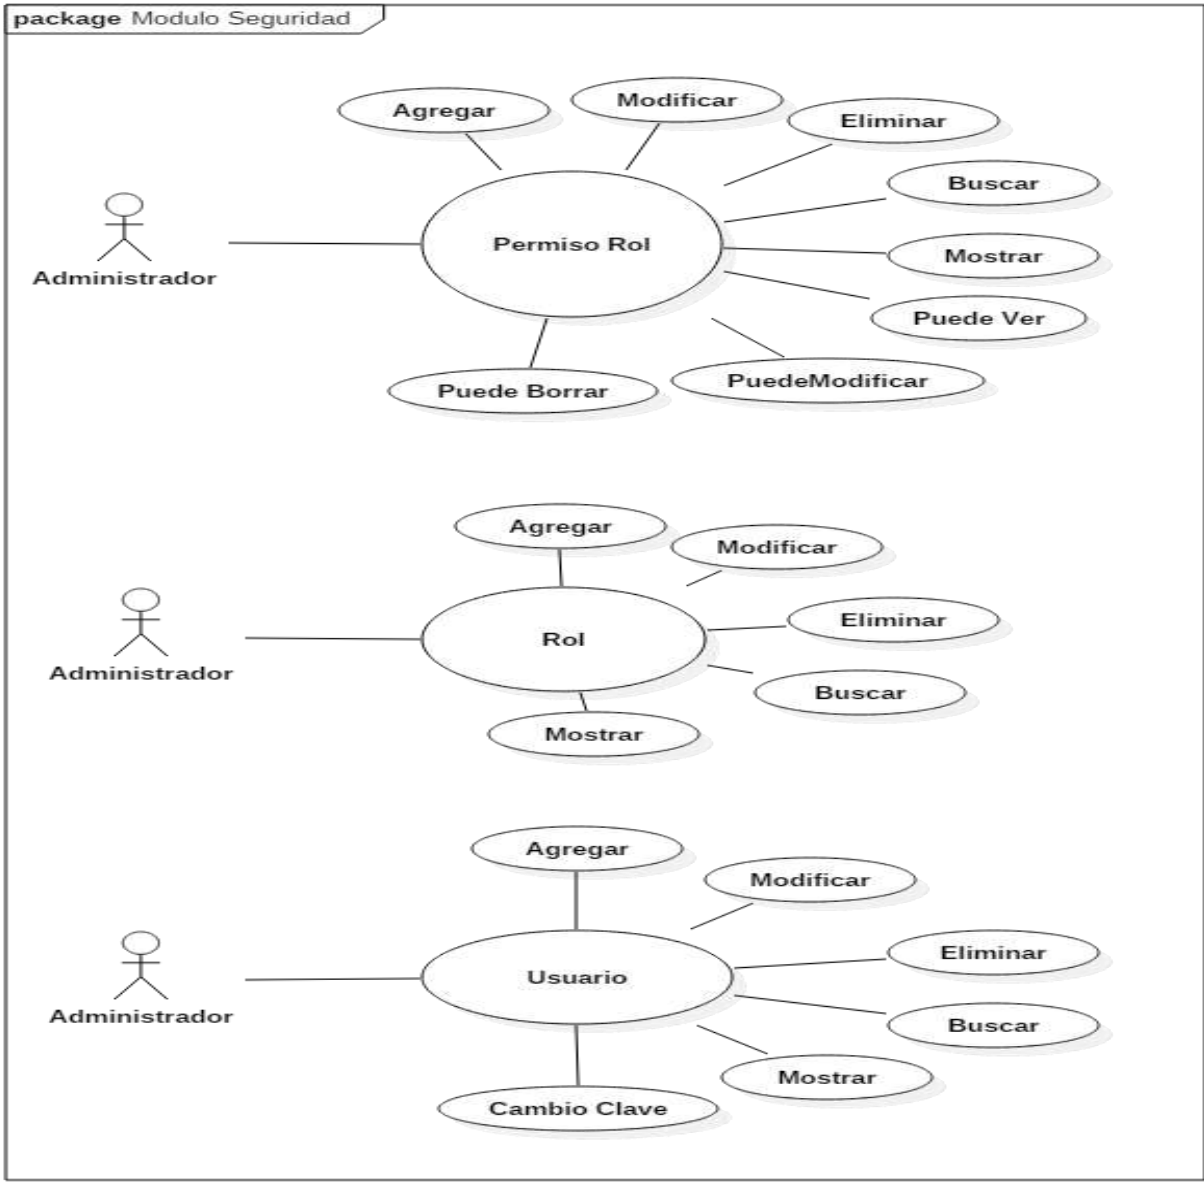 package Modulo Seguridad
Agregar
Modificar
Eliminar
Buscar
Permiso Rol
Mostrar
Administrador
Puede Ver
PuedeModificar
Puede Borrar
Agregar
Modificar
Eliminar
Rol
Administrador
Buscar
Mostrar
Agregar
Modificar
Eliminar
Usuario
Administrador
Buscar
Mostrar
Cambio Clave